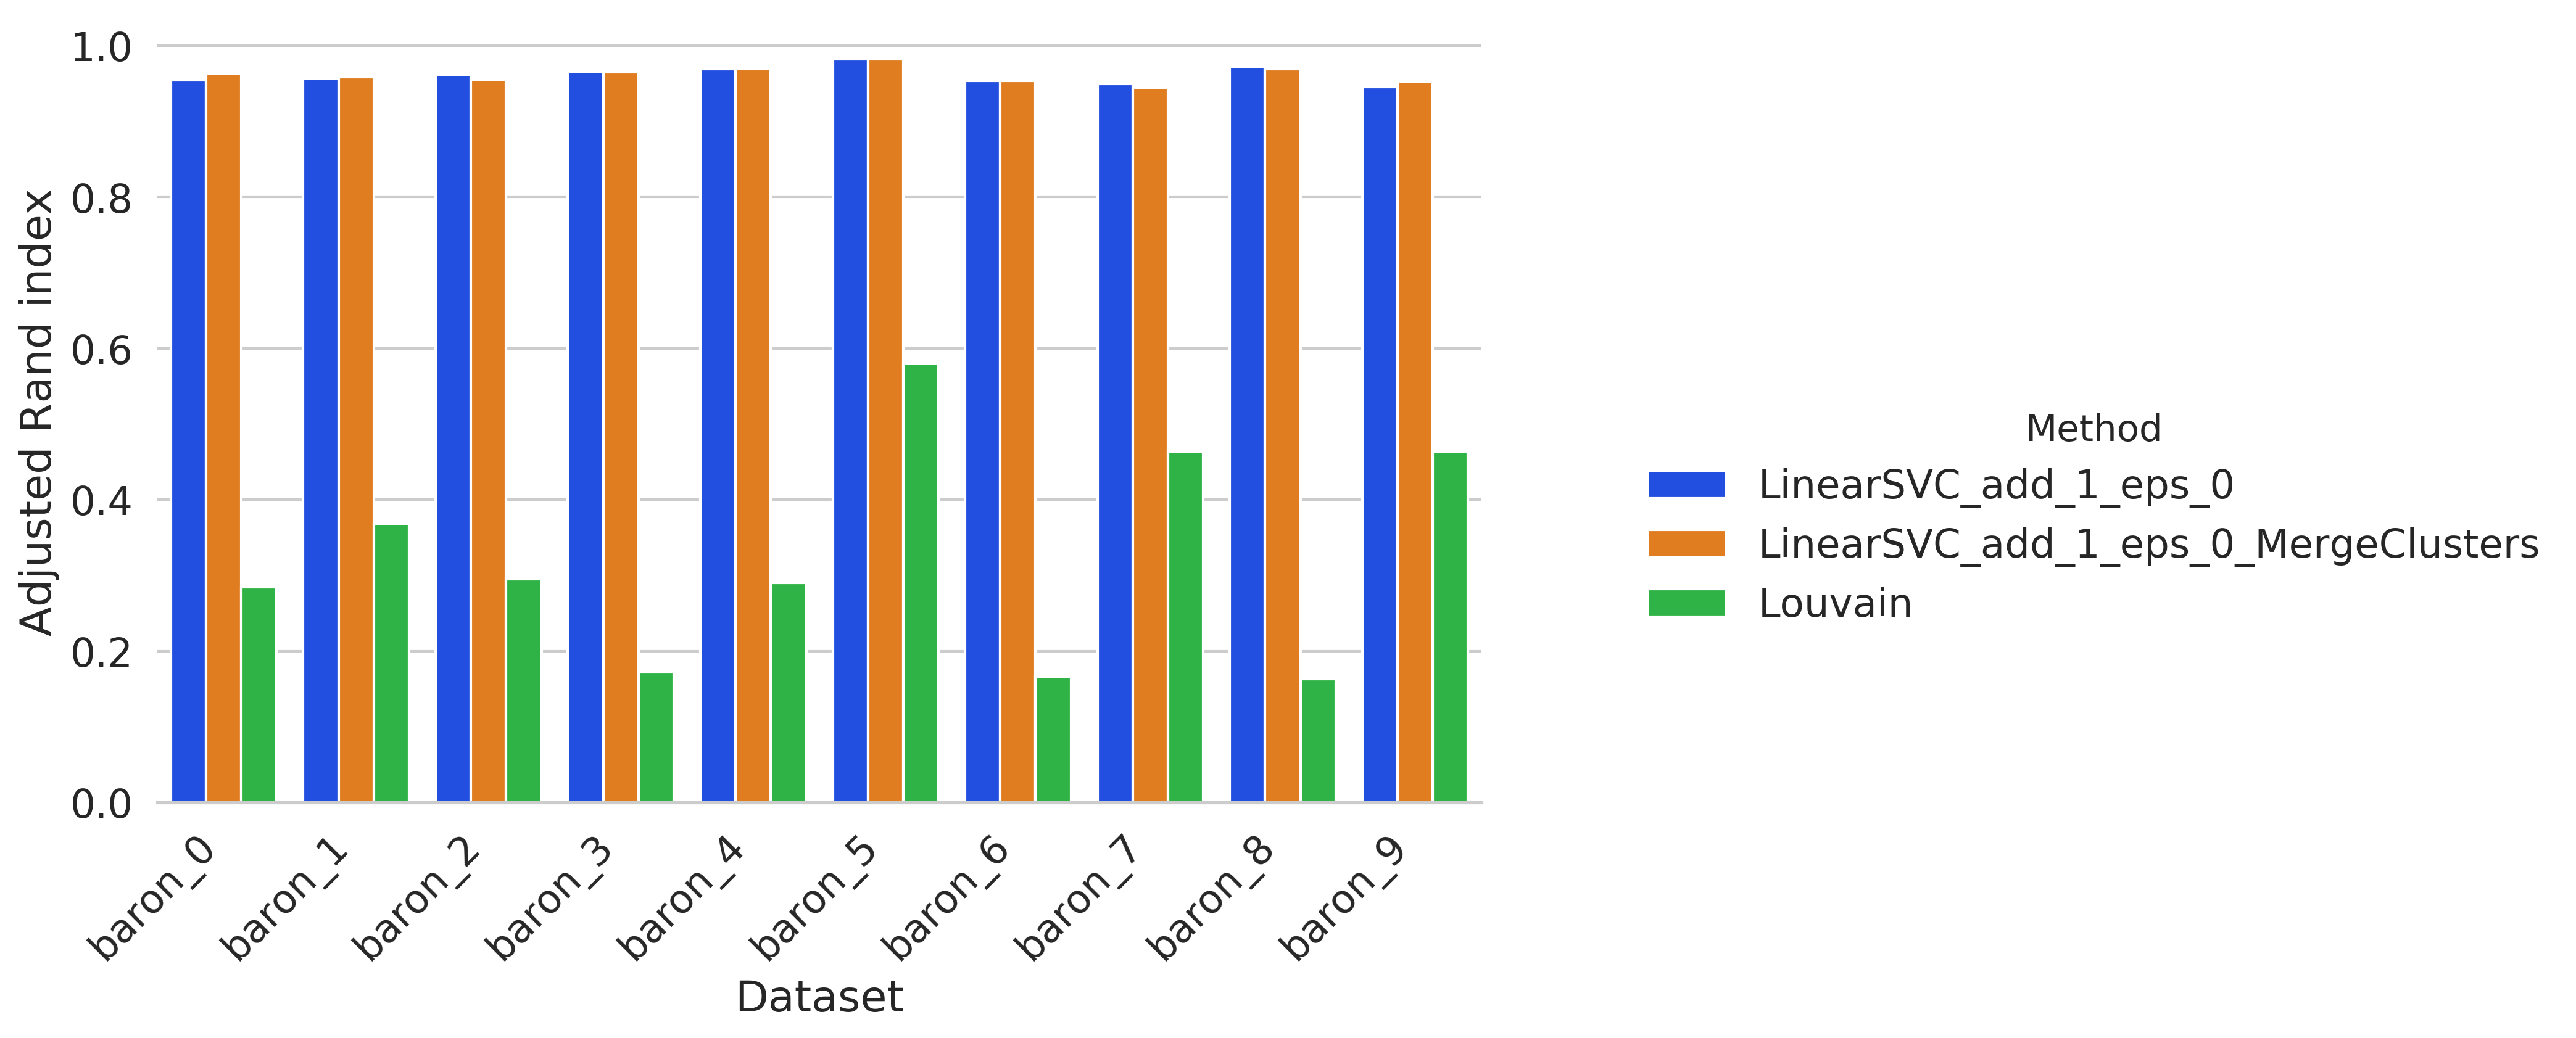 1.0
0.8
0.6
0.4
0.2
0.0
Adjusted Rand index
baron_0
baron_1
baron_2
baron_3
baron_4
baron_5
baron_6
baron_7
baron_8
baron_9
Dataset
Method
LinearSVC_add_1_eps_0
LinearSVC_add_1_eps_0_MergeClusters
Louvain